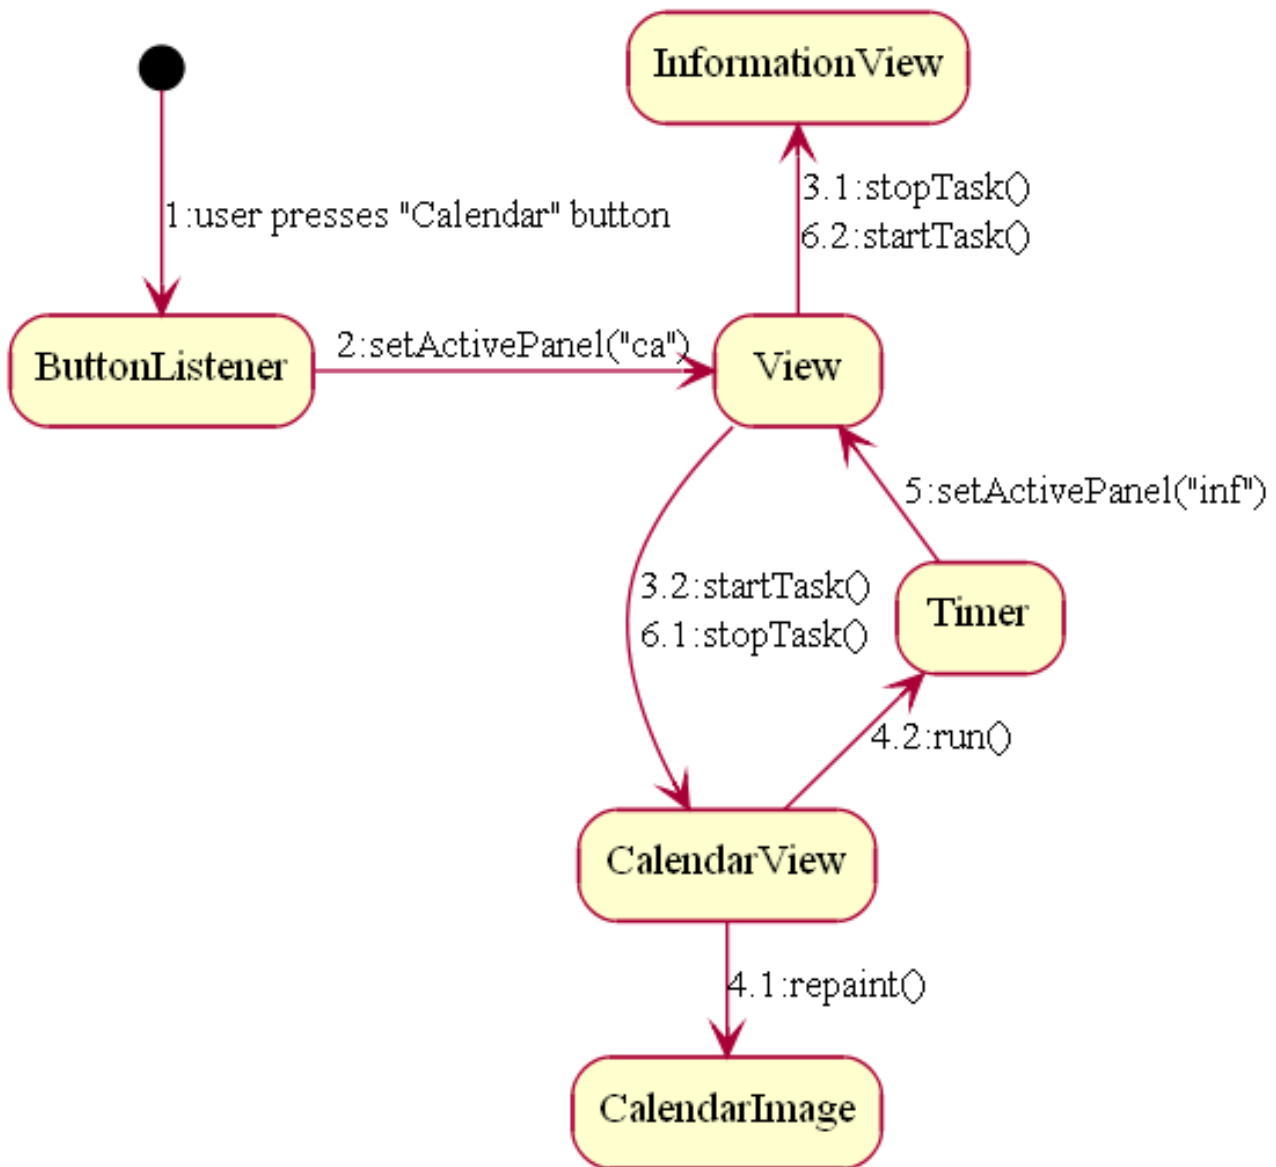 InformationView
3.1:stopTask()
6.2:startTask()
1:user presses "Calendar" button
ButtonListener
2:setActivePanel("ca")
View
5:setActivePanel("inf")
3.2:startTask()
6.1:stopTask()
Timer
4.2:run()
CalendarView
4.1:repaint()
CalendarImage